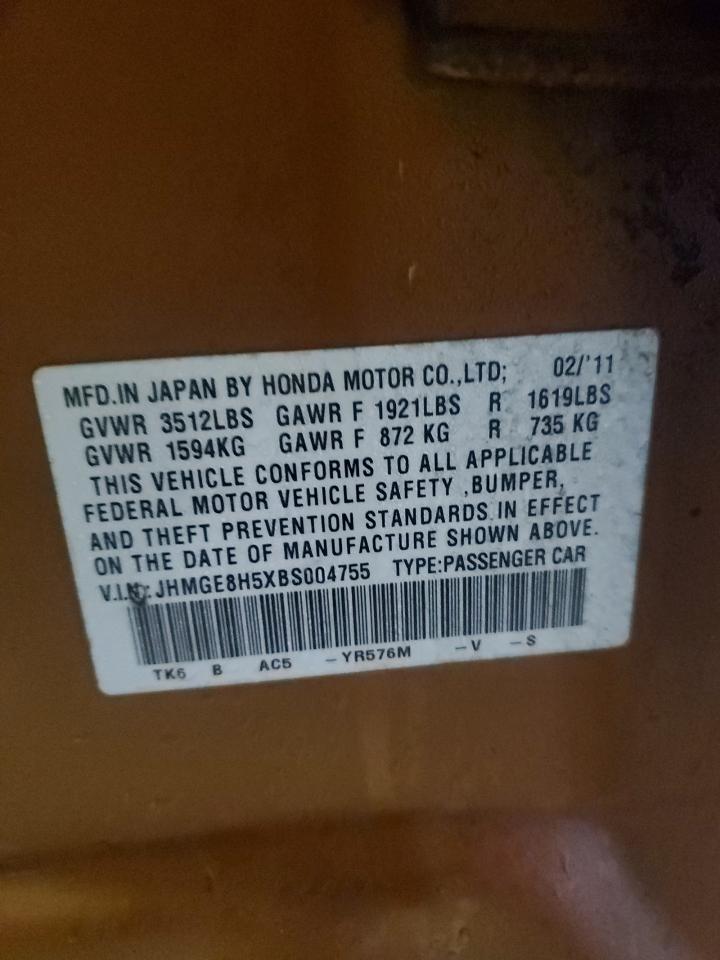 MFD.IN JAPAN BY HONDA MOTOR CO.,LTD; 02/'11
GVWR 3512LBS GAWR F 1921LBS R 1619LBS
GVWR 1594KG GAWR F 872 KG R 735 KG
THIS VEHICLE CONFORMS TO ALL APPLICABLE
FEDERAL MOTOR VEHICLE SAFETY ,BUMPER,
AND THEFT PREVENTION STANDARDS IN EFFECT
ON THE DATE OF MANUFACTURE SHOWN ABOVE.
V.I.N.: JHMGE8H5XBS004755 TYPE:PASSENGER CAR
TK6 B AC5 -YR576M -V -S